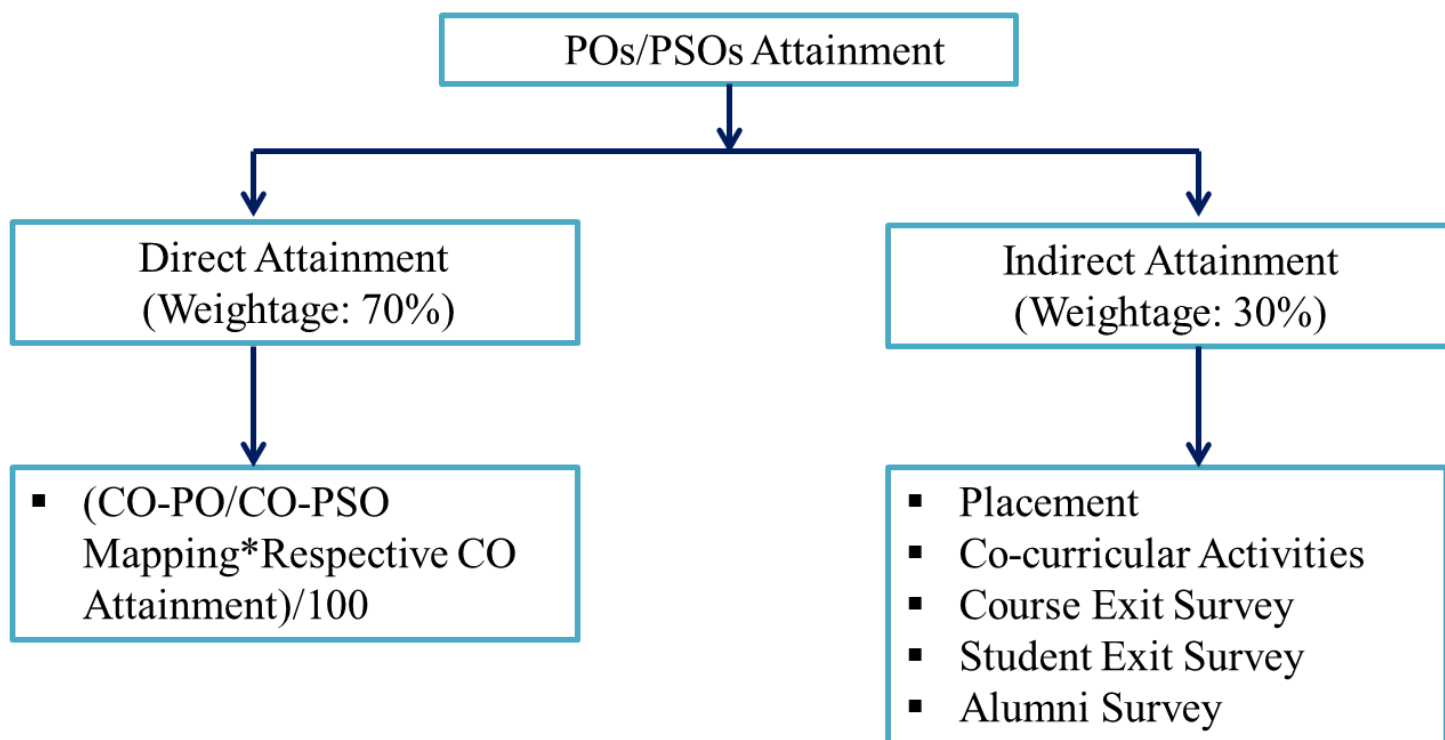 POs/PSOs Attainment
Direct Attainment
(Weightage: 70%)
Indirect Attainment
(Weightage: 30%)
▪ (CO-PO/CO-PSO
Mapping*Respective CO
Attainment)/100
▪ Placement
▪ Co-curricular Activities
▪ Course Exit Survey
▪ Student Exit Survey
▪ Alumni Survey